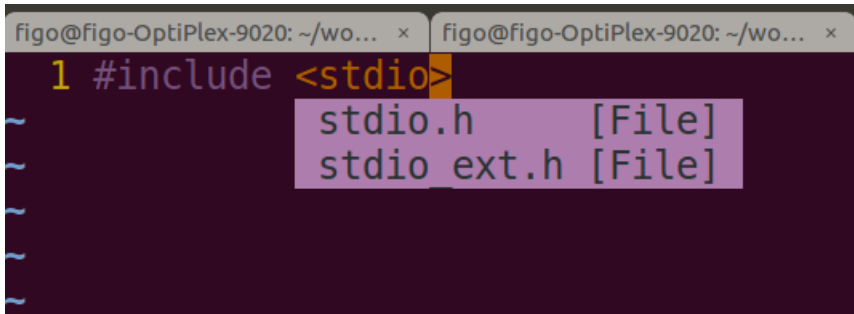 figo@figo-OptiPlex-9020: ~/wo... × figo@figo-OptiPlex-9020: ~/wo... ×
1 #include <stdio>
~ stdio.h [File]
~ stdio_ext.h [File]
~
~
~